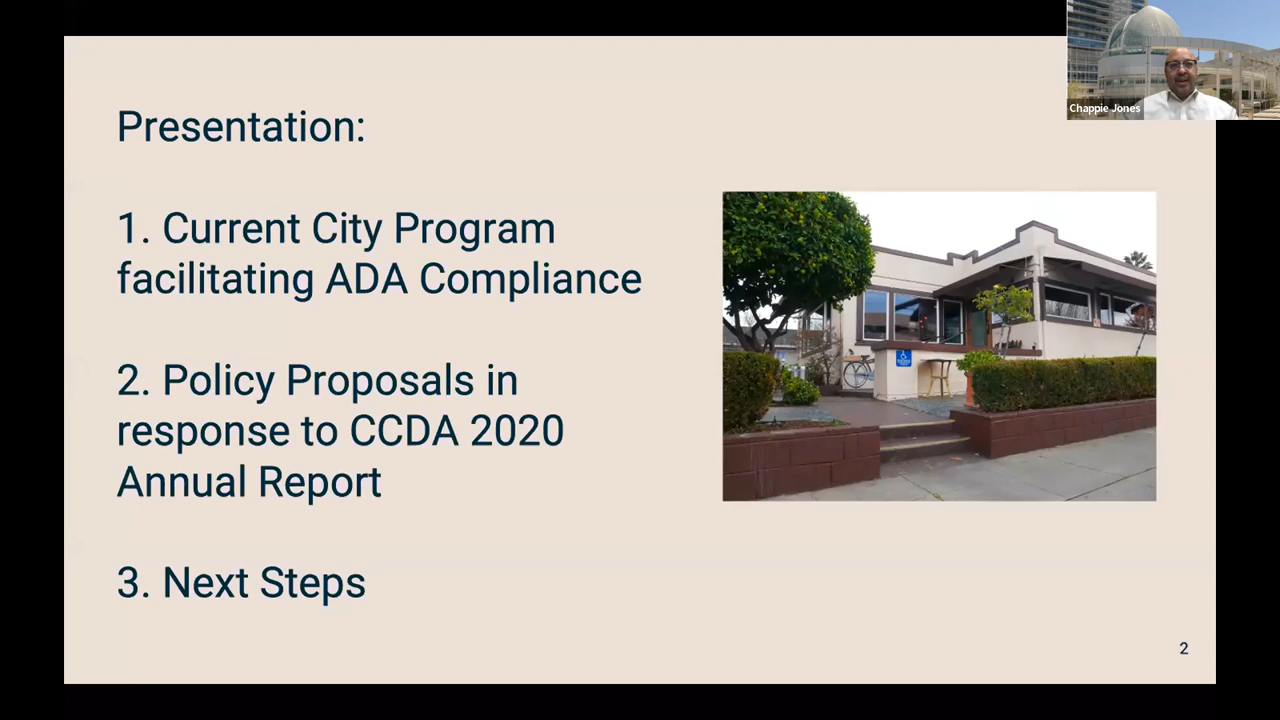 Chappie Jones
Presentation:
1. Current City Program
facilitating ADA Compliance
2. Policy Proposals in
response to CCDA 2020
Annual Report
3. Next Steps
2